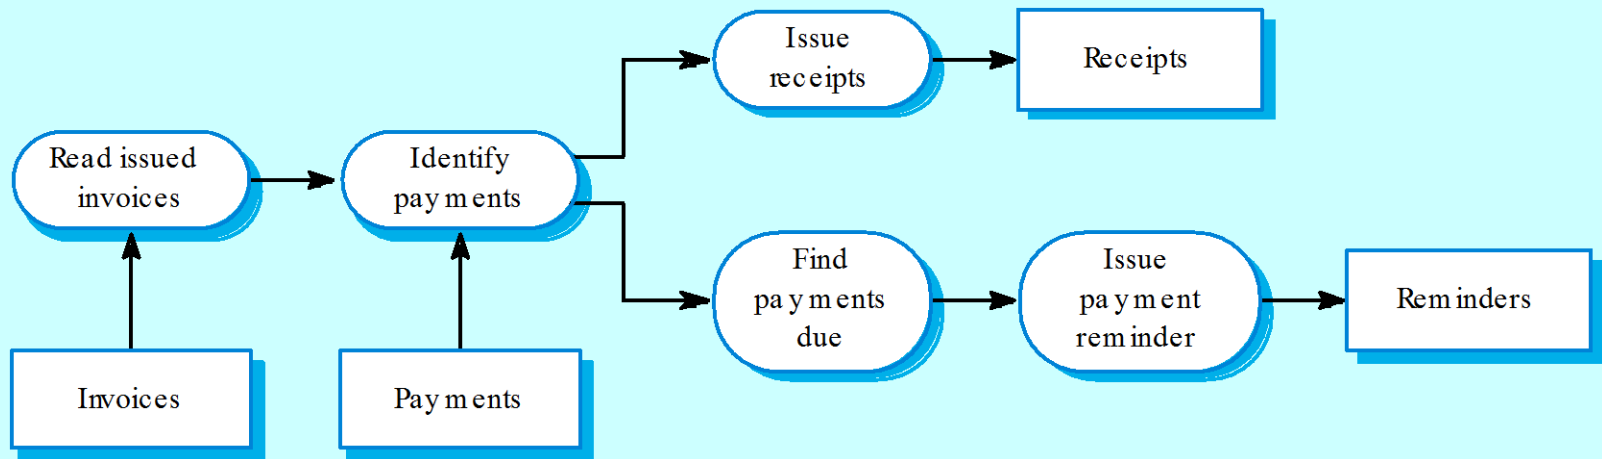 Issue
receipts
Receipts
Read issued
invoices
Identify
payments
Find
payments
due
Issue
payment
reminder
Reminders
Invoices
Payments